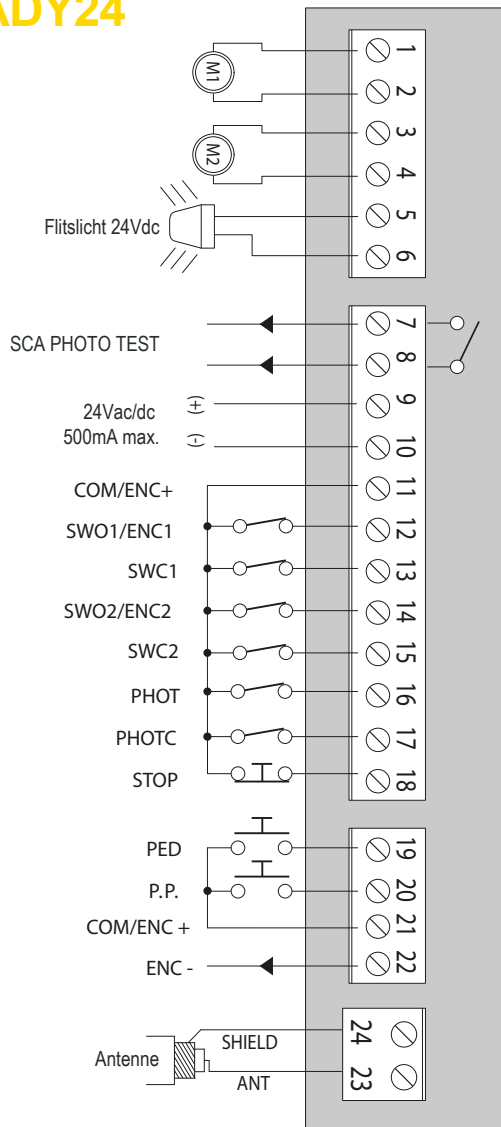 ADY24
M1
M2
Flitslicht 24Vdc
SCA PHOTO TEST
24Vac/dc
500mA max.
(+)
(-)
COM/ENC+
SWO1/ENC1
SWC1
SWO2/ENC2
SWC2
PHOT
PHOTC
STOP
PED
P.P.
COM/ENC +
ENC -
Antenne
SHIELD
ANT
1
2
3
4
5
6
7
8
9
10
11
12
13
14
15
16
17
18
19
20
21
22
24
23